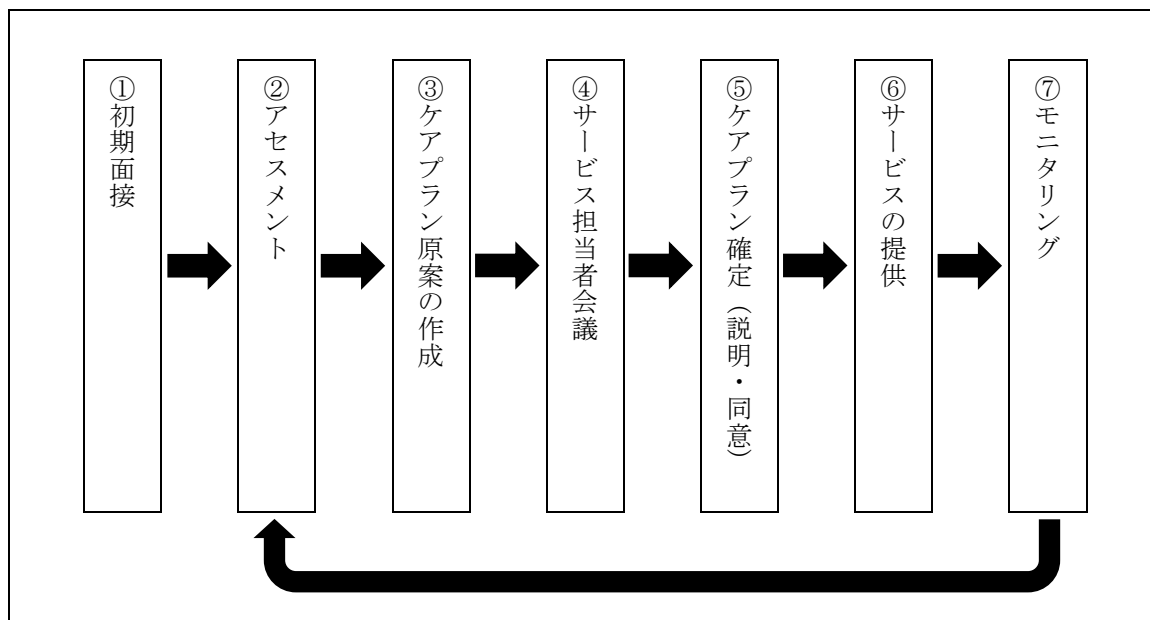 ①初期面接
②アセスメント
③ケアプラン原案の作成
④サービス担当者会議
⑤ケアプラン確定（説明・同意）
⑥サービスの提供
⑦モニタリング